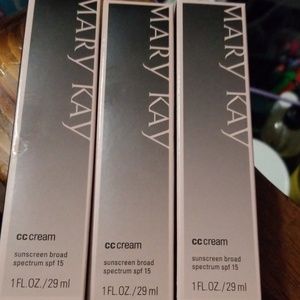 MARY KAY
cc cream
sunscreen broad
spectrum spf 15
1 FL.OZ./29 ml
MARY KAY
cc cream
sunscreen broad
spectrum spf 15
1 FL.OZ./29 ml
MARY KAY
cc cream
sunscreen broad
spectrum spf 15
1 FL.OZ./29 ml